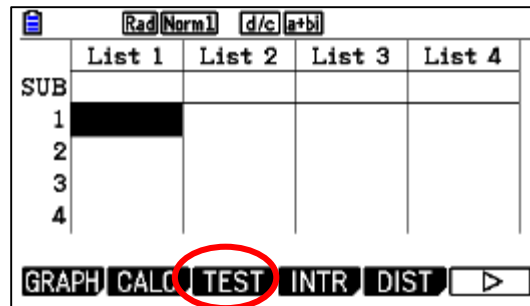 Rad Norm1 d/c a+bi
List 1 List 2 List 3 List 4
SUB
1
2
3
4
GRAPH CALC TEST INTR DIST